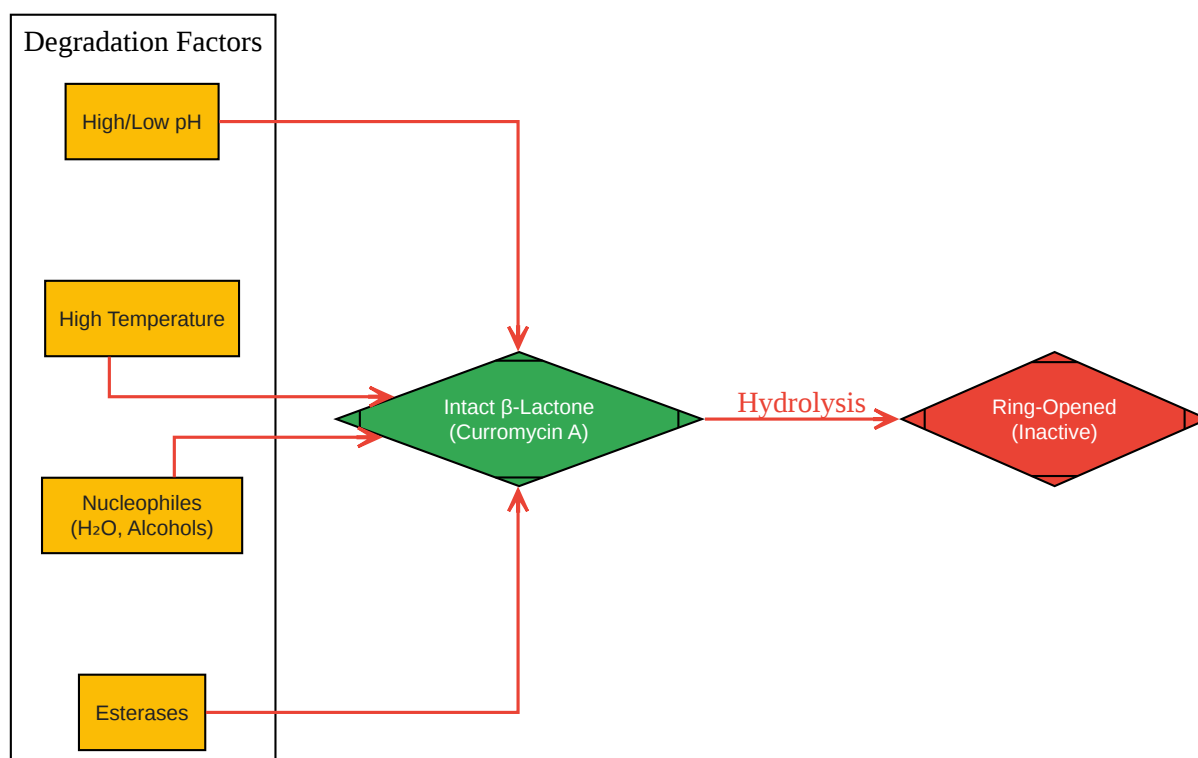 Degradation Factors
High/Low pH
High Temperature
Nucleophiles
(H₂O, Alcohols)
Esterases
Intact β-Lactone
(Curromycin A)
Hydrolysis
Ring-Opened
(Inactive)